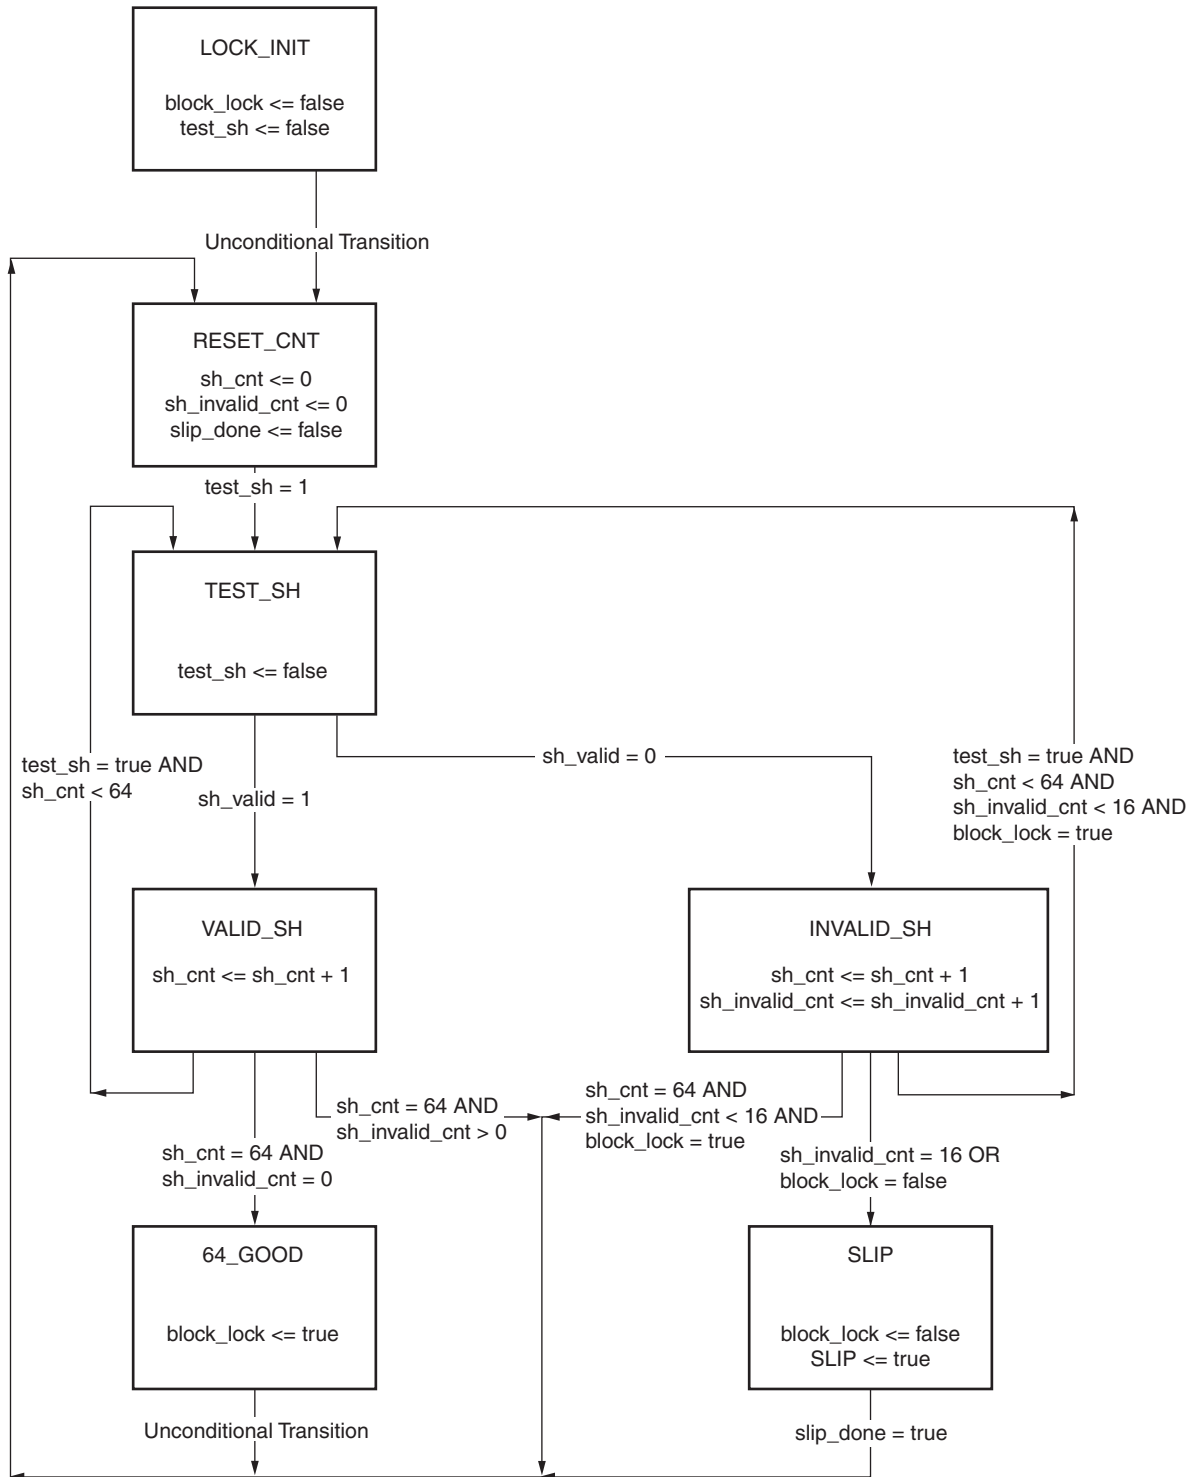 LOCK_INIT
block_lock <= false
test_sh <= false
Unconditional Transition
RESET_CNT
sh_cnt <= 0
sh_invalid_cnt <= 0
slip_done <= false
test_sh = 1
TEST_SH
test_sh <= false
test_sh = true AND
sh_cnt < 64
sh_valid = 1
sh_valid = 0
test_sh = true AND
sh_cnt < 64 AND
sh_invalid_cnt < 16 AND
block_lock = true
VALID_SH
sh_cnt <= sh_cnt + 1
INVALID_SH
sh_cnt <= sh_cnt + 1
sh_invalid_cnt <= sh_invalid_cnt + 1
sh_cnt = 64 AND
sh_invalid_cnt = 0
sh_cnt = 64 AND
sh_invalid_cnt > 0
sh_cnt = 64 AND
sh_invalid_cnt < 16 AND
block_lock = true
sh_invalid_cnt = 16 OR
block_lock = false
64_GOOD
block_lock <= true
SLIP
block_lock <= false
SLIP <= true
Unconditional Transition
slip_done = true